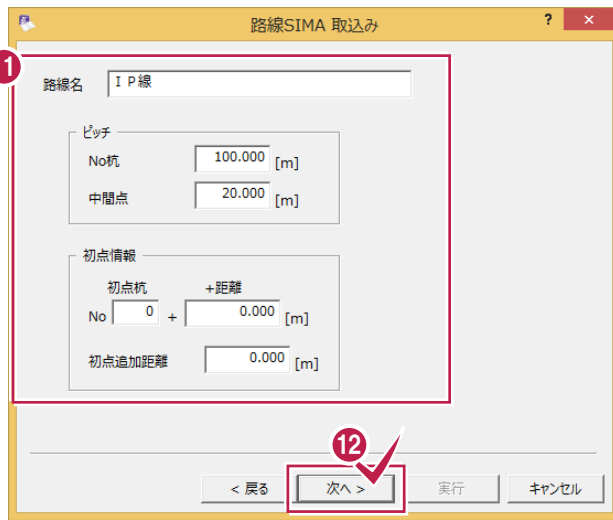 路線SIMA 取込み ? ×
1
路線名 ＩＰ線
ピッチ
No杭 100.000 [m]
中間点 20.000 [m]
初点情報
初点杭 +距離
No 0 + 0.000 [m]
初点追加距離 0.000 [m]
12
< 戻る 次へ > 実行 キャンセル